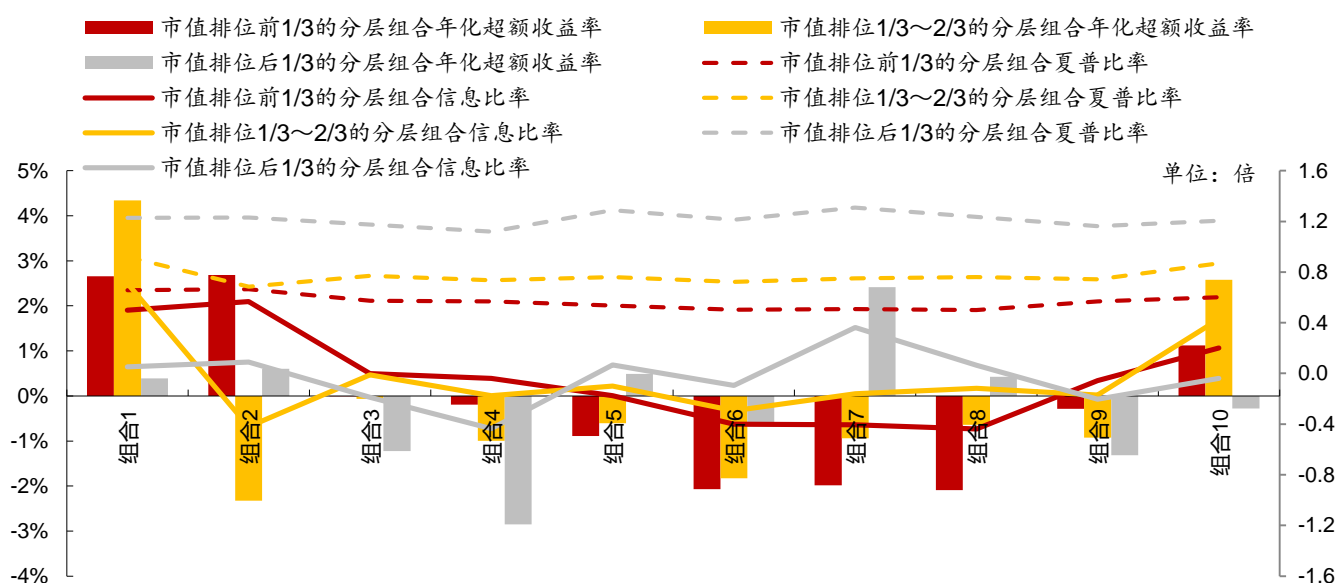 市值排位前1/3的分层组合年化超额收益率
市值排位1/3～2/3的分层组合年化超额收益率
市值排位后1/3的分层组合年化超额收益率
市值排位前1/3的分层组合夏普比率
市值排位前1/3的分层组合信息比率
市值排位1/3～2/3的分层组合夏普比率
市值排位1/3～2/3的分层组合信息比率
市值排位后1/3的分层组合夏普比率
市值排位后1/3的分层组合信息比率
单位：倍
5%
4%
3%
2%
1%
0%
-1%
-2%
-3%
-4%
1.6
1.2
0.8
0.4
0.0
-0.4
-0.8
-1.2
-1.6
组合1
组合2
组合3
组合4
组合5
组合6
组合7
组合8
组合9
组合10